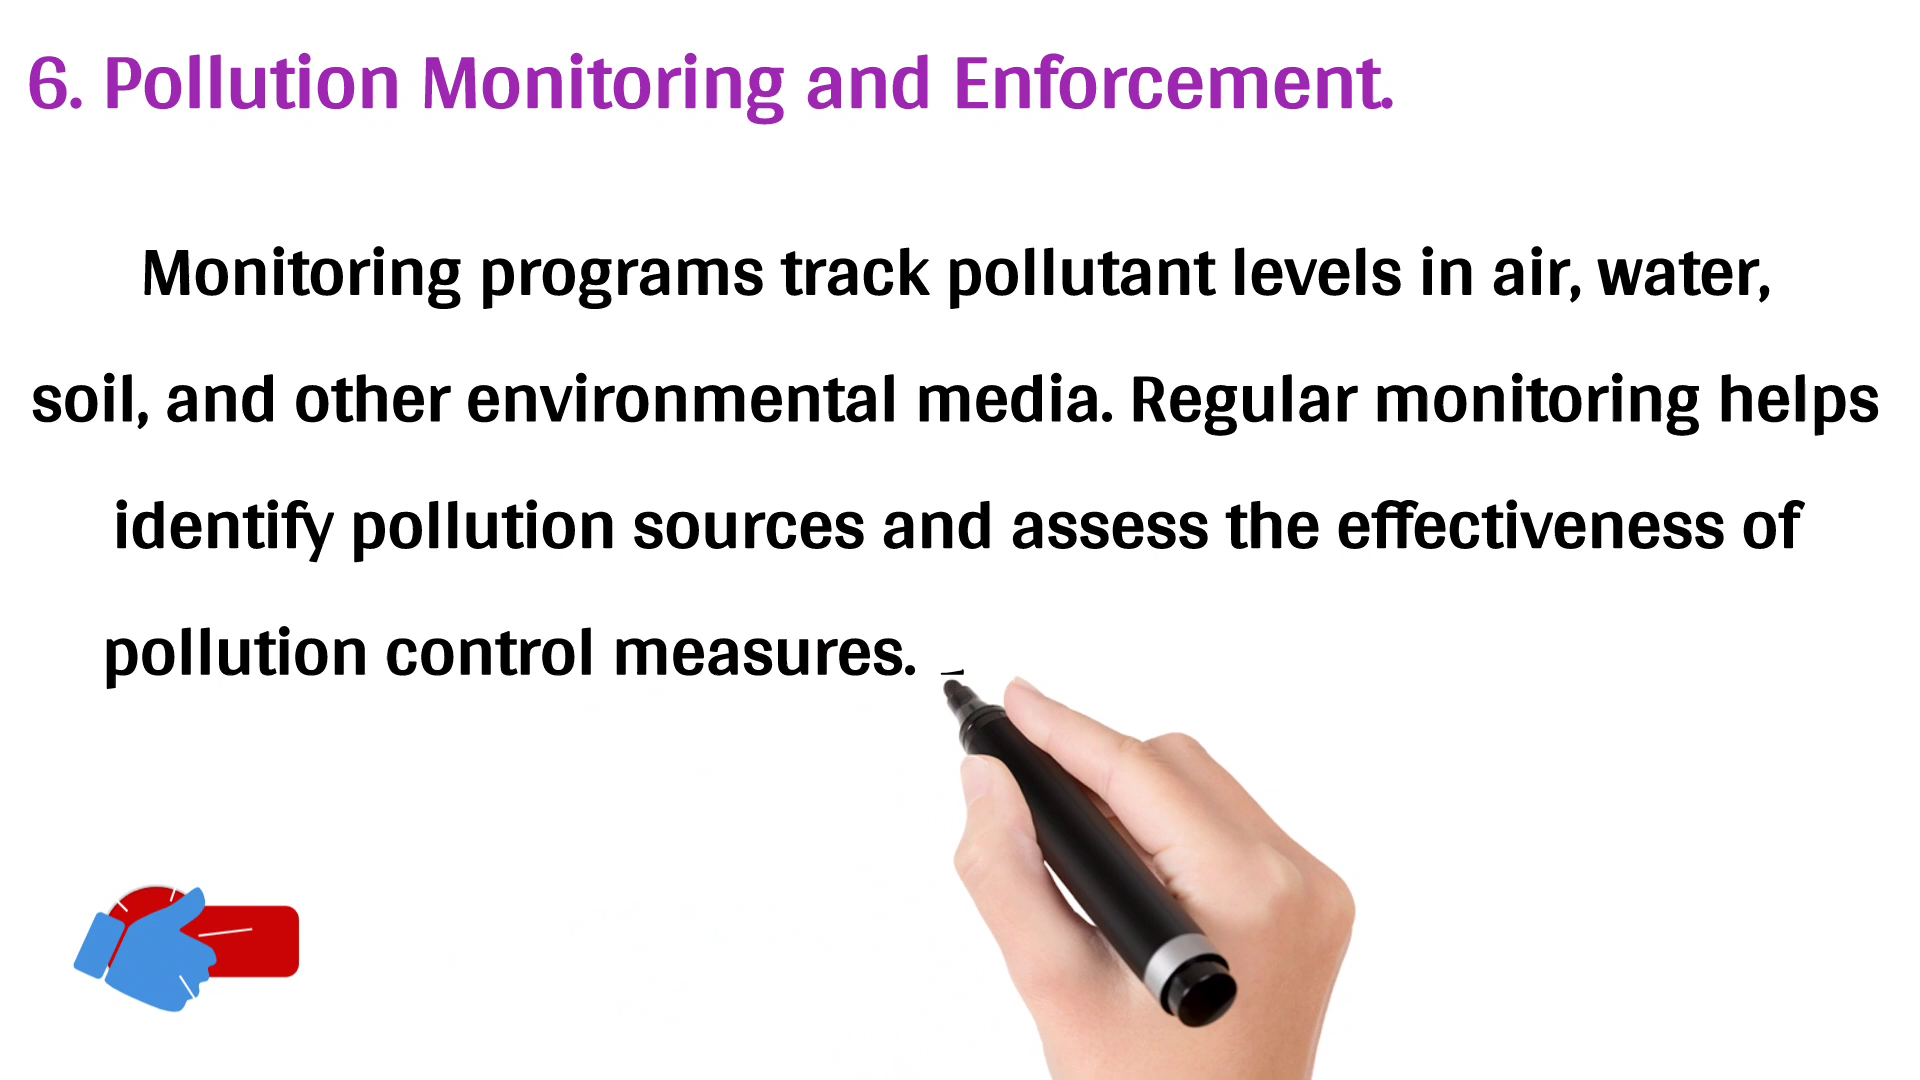 6. Pollution Monitoring and Enforcement.
Monitoring programs track pollutant levels in air, water,
soil, and other environmental media. Regular monitoring helps
identify pollution sources and assess the effectiveness of
pollution control measures.